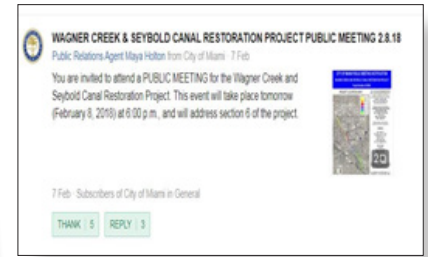 WAGNER CREEK & SEYBOLD CANAL RESTORATION PROJECT PUBLIC MEETING 2.8.18
Public Relations Agent Maya Holton from City of Miami · 7 Feb
You are invited to attend a PUBLIC MEETING for the Wagner Creek and
Seybold Canal Restoration Project. This event will take place tomorrow
(February 8, 2018) at 6:00 p.m., and will address section 6 of the project.
2
7 Feb · Subscribers of City of Miami in General
THANK 5 REPLY 3